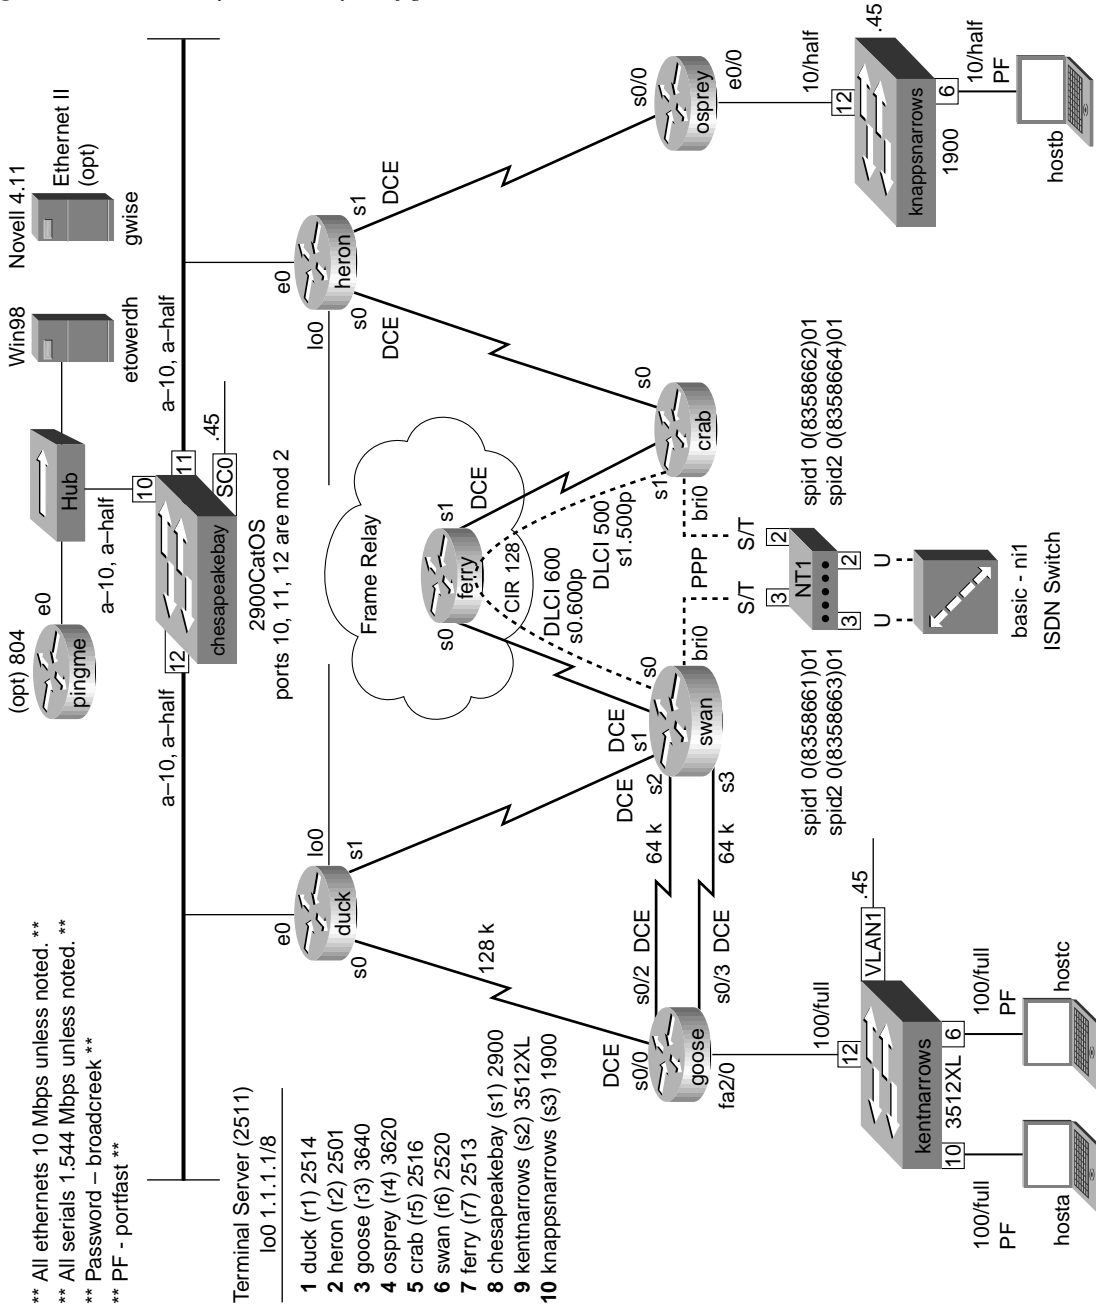 ** All ethernets 10 Mbps unless noted. **
** All serials 1.544 Mbps unless noted. **
** Password – broadcreek **
** PF - portfast **
Terminal Server (2511)
lo0 1.1.1.1/8
1 duck (r1) 2514
2 heron (r2) 2501
3 goose (r3) 3640
4 osprey (r4) 3620
5 crab (r5) 2516
6 swan (r6) 2520
7 ferry (r7) 2513
8 chesapeakebay (s1) 2900
9 kentnarrows (s2) 3512XL
10 knappsnarrows (s3) 1900
(opt) 804
pingme
e0
a–10, a–half
Hub
Win98
etowerdh
Novell 4.11
Ethernet II
(opt)
gwise
a–10, a–half
12
10
11
a–10, a–half
chesapeakebay
SC0
.45
2900CatOS
ports 10, 11, 12 are mod 2
e0
duck
lo0
s0
s1
e0
heron
lo0
s0
DCE
s1
DCE
Frame Relay
ferry
s0
s1
DCE
CIR 128
DLCI 600
s0.600p
DLCI 500
s1.500p
128 k
DCE
s0/0
goose
fa2/0
s0/2
DCE
64 k
s0/3
DCE
64 k
DCE
s2
s3
DCE
s1
s0
swan
bri0
PPP
s0
crab
s1
bri0
s0/0
osprey
e0/0
S/T
S/T
3
2
NT1
3
2
U
U
spid1 0(8358661)01
spid2 0(8358663)01
spid1 0(8358662)01
spid2 0(8358664)01
basic - ni1
ISDN Switch
100/full
12
VLAN1
.45
kentnarrows
3512XL
10
6
100/full
PF
hosta
100/full
PF
hostc
10/half
12
.45
knappsnarrows
1900
6
10/half
PF
hostb